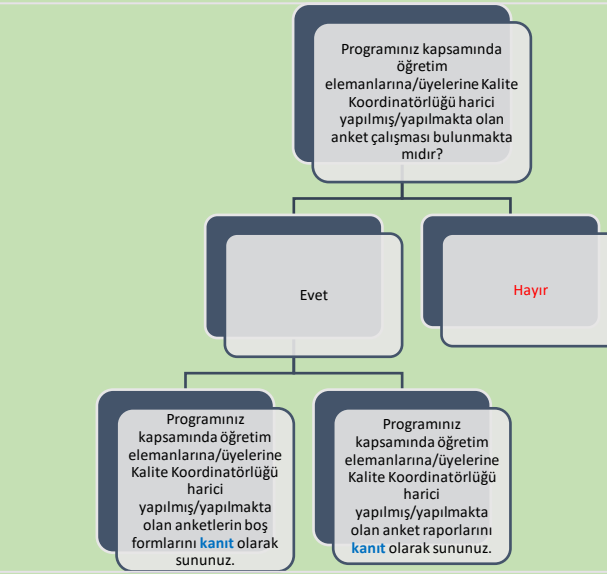 Programınız kapsamında
öğretim
elemanlarına/üyelerine Kalite
Koordinatörlüğü harici
yapılmış/yapılmakta olan
anket çalışması bulunmakta
mıdır?
Evet
Hayır
Programınız
kapsamında öğretim
elemanlarına/üyelerine
Kalite Koordinatörlüğü
harici
yapılmış/yapılmakta
olan anketlerin boş
formlarını kanıt olarak
sununuz.
Programınız
kapsamında öğretim
elemanlarına/üyelerine
Kalite Koordinatörlüğü
harici
yapılmış/yapılmakta
olan anket raporlarını
kanıt olarak sununuz.